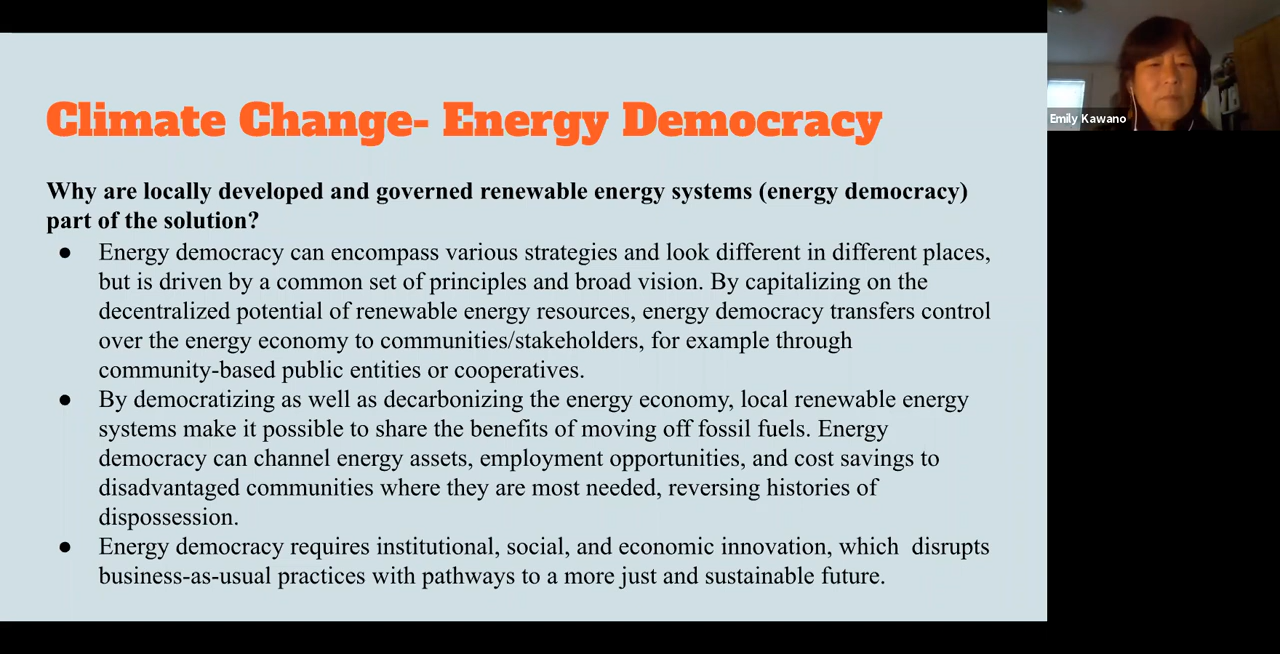 Climate Change- Energy Democracy
Why are locally developed and governed renewable energy systems (energy democracy)
part of the solution?
● Energy democracy can encompass various strategies and look different in different places,
but is driven by a common set of principles and broad vision. By capitalizing on the
decentralized potential of renewable energy resources, energy democracy transfers control
over the energy economy to communities/stakeholders, for example through
community-based public entities or cooperatives.
● By democratizing as well as decarbonizing the energy economy, local renewable energy
systems make it possible to share the benefits of moving off fossil fuels. Energy
democracy can channel energy assets, employment opportunities, and cost savings to
disadvantaged communities where they are most needed, reversing histories of
dispossession.
● Energy democracy requires institutional, social, and economic innovation, which  disrupts
business-as-usual practices with pathways to a more just and sustainable future.
Emily Kawano